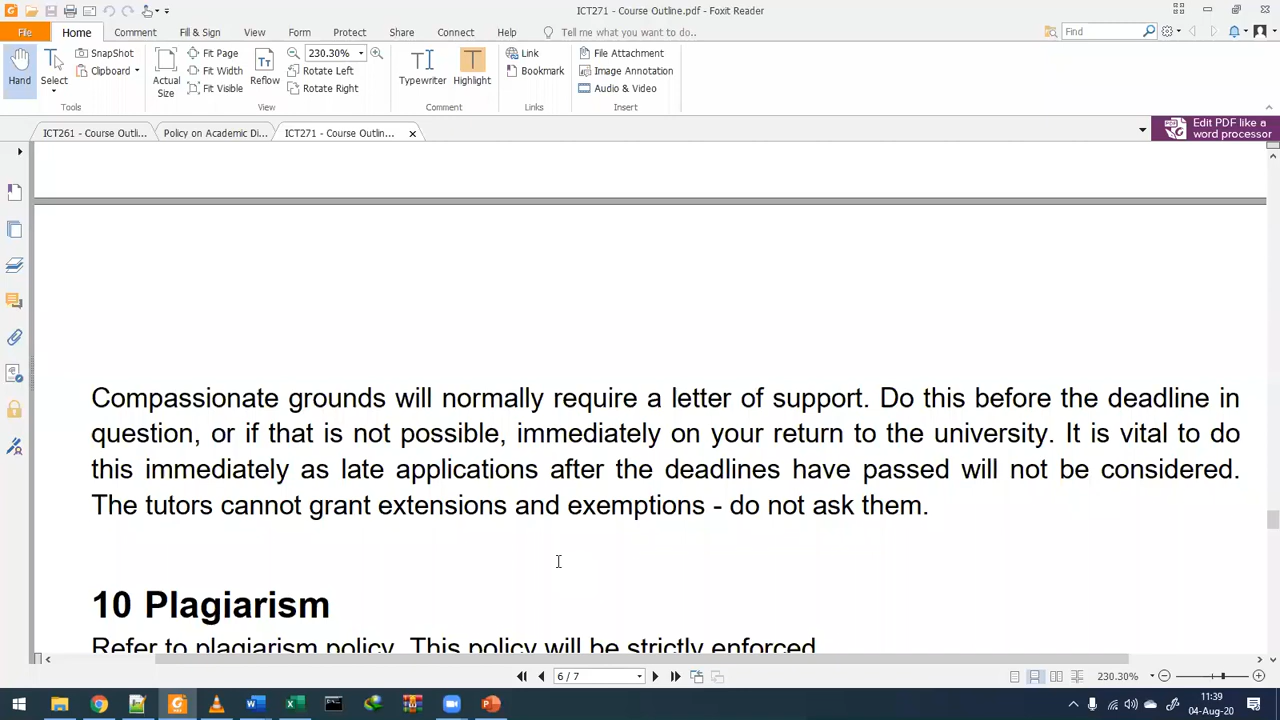 ICT271 - Course Outline.pdf - Foxit Reader
File Home Comment Fill & Sign View Form Protect Share Connect Help Tell me what you want to do.. Find
Hand
Select
SnapShot
Clipboard
Tools
Actual Size
Fit Page
Fit Width
Fit Visible
Reflow
230.30%
Rotate Left
Rotate Right
View
Typewriter
Highlight
Comment
Link
Bookmark
Links
File Attachment
Image Annotation
Audio & Video
Insert
ICT261 - Course Outli... Policy on Academic Di... ICT271 - Course Outlin...
Edit PDF like a
word processor
Compassionate grounds will normally require a letter of support. Do this before the deadline in
question, or if that is not possible, immediately on your return to the university. It is vital to do
this immediately as late applications after the deadlines have passed will not be considered.
The tutors cannot grant extensions and exemptions - do not ask them.
10 Plagiarism
Refer to plagiarism policy. This policy will be strictly enforced
6 / 7
230.30%
11:39
04-Aug-20